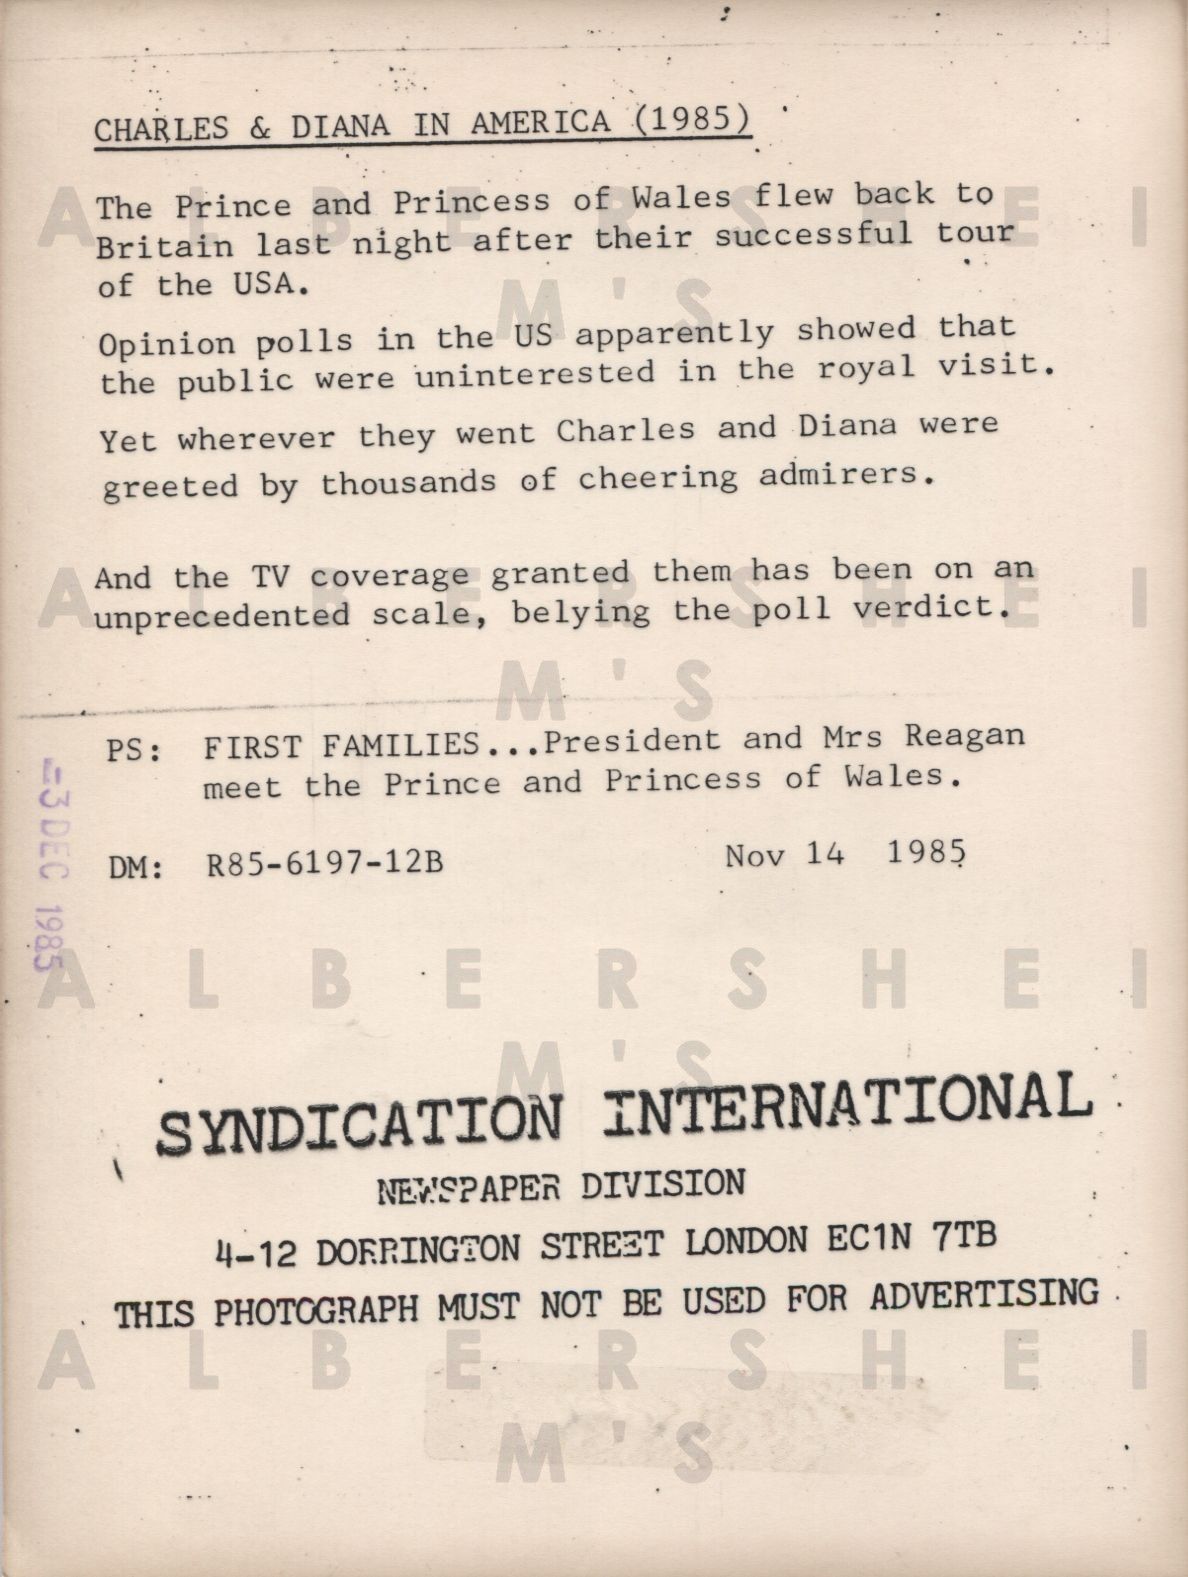 CHARLES & DIANA IN AMERICA (1985)
The Prince and Princess of Wales flew back to
Britain last night after their successful tour
of the USA.
Opinion polls in the US apparently showed that
the public were uninterested in the royal visit.
Yet wherever they went Charles and Diana were
greeted by thousands of cheering admirers.
And the TV coverage granted them has been on an
unprecedented scale, belying the poll verdict.
PS: FIRST FAMILIES...President and Mrs Reagan
meet the Prince and Princess of Wales.
DM: R85-6197-12B Nov 14 1985
-3 DEC 1985
SYNDICATION INTERNATIONAL
NEWSPAPER DIVISION
4-12 DORRINGTON STREET LONDON EC1N 7TB
THIS PHOTOGRAPH MUST NOT BE USED FOR ADVERTISING
ALBERSHEI
M'S
ALBERSHEI
M'S
ALBERSHEI
M'S
ALBERSHEI
M'S